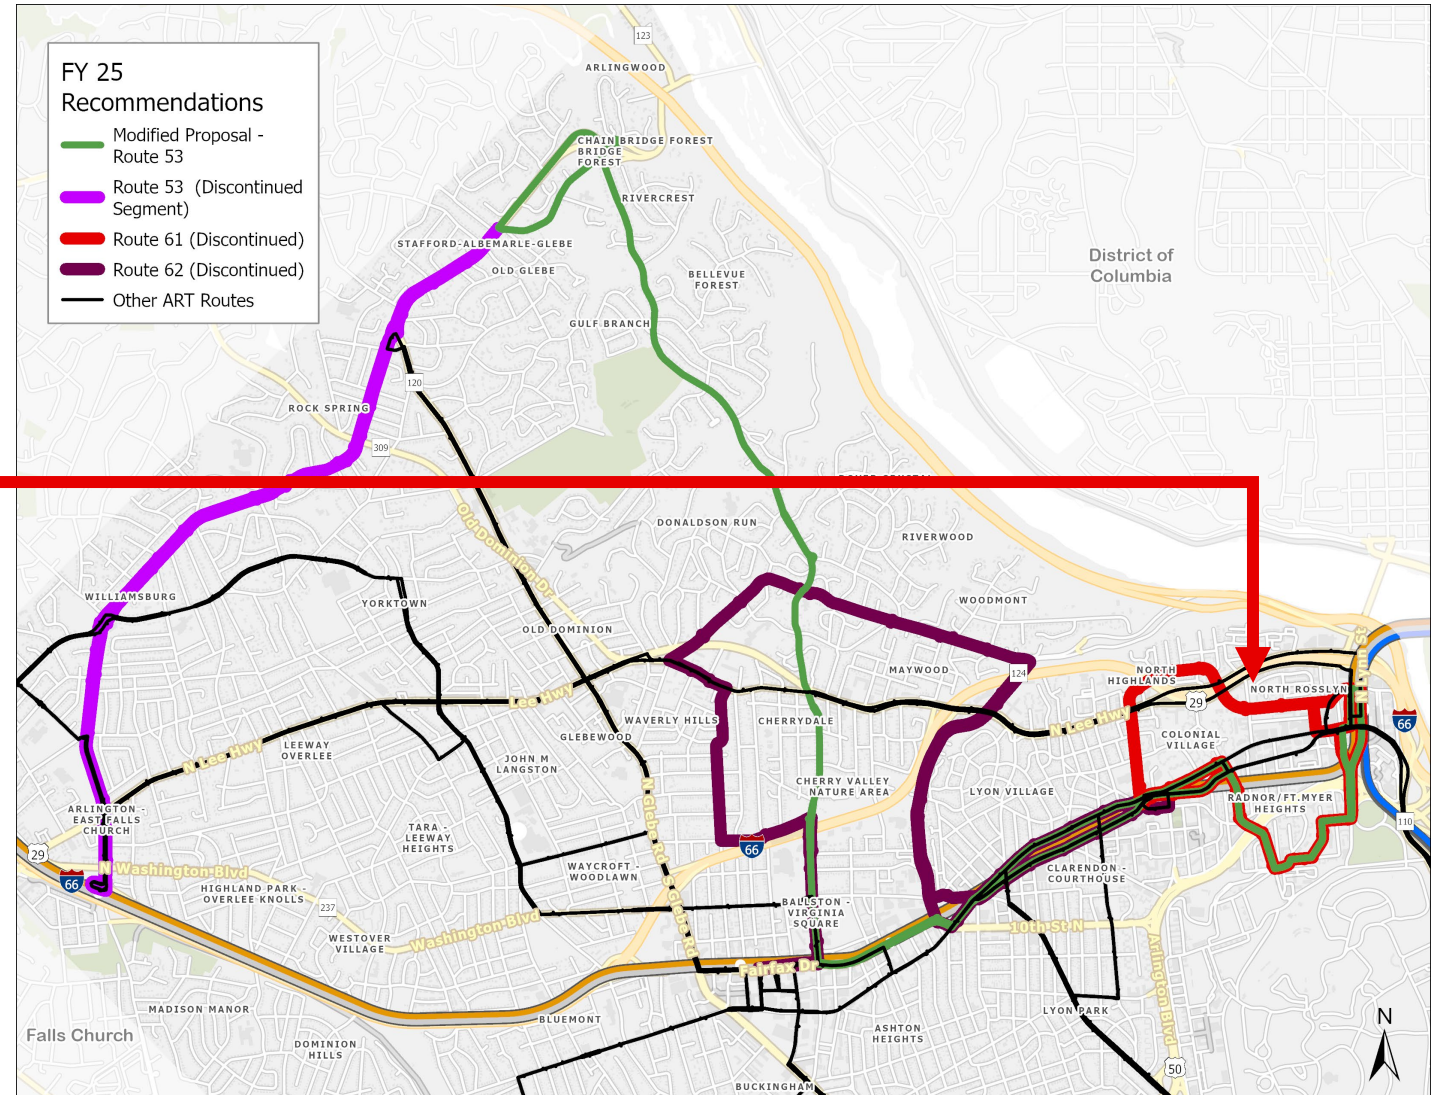 FY 25
Recommendations
Modified Proposal -
Route 53
Route 53 (Discontinued
Segment)
Route 61 (Discontinued)
Route 62 (Discontinued)
Other ART Routes
123
ARLINGWOOD
CHAIN BRIDGE FOREST
BRIDGE
FOREST
RIVERCREST
STAFFORD-ALBEMARLE-GLEBE
OLD GLEBE
BELLEVUE
FOREST
District of
Columbia
GULF BRANCH
120
ROCK SPRING
309
Old Dominion Dr
DONALDSON RUN
RIVERWOOD
WILLIAMSBURG
YORKTOWN
WOODMONT
OLD DOMINION
N Lynn St
MAYWOOD
124
NORTH
HIGHLANDS
NORTH ROSSLYN
29
Lee Hwy
66
WAVERLY HILLS
CHERRYDALE
N Lee Hwy
GLEBEWOOD
COLONIAL
VILLAGE
N Lee Hwy
LEEWAY
OVERLEE
JOHN M
LANGSTON
CHERRY VALLEY
NATURE AREA
LYON VILLAGE
N Glebe Rd
RADNOR/FT.MYER
HEIGHTS
ARLINGTON -
EAST FALLS
CHURCH
110
TARA -
LEEWAY
HEIGHTS
66
29
WAYCROFT -
WOODLAWN
CLARENDON -
COURTHOUSE
N Washington Blvd
66
HIGHLAND PARK -
OVERLEE KNOLLS
237
S Glebe Rd
BALLSTON -
VIRGINIA
SQUARE
WESTOVER
VILLAGE
Washington Blvd
10th St N
Fairfax Dr
Arlington Blvd
MADISON MANOR
BLUEMONT
LYON PARK
Falls Church
ASHTON
HEIGHTS
N
DOMINION
HILLS
50
BUCKINGHAM